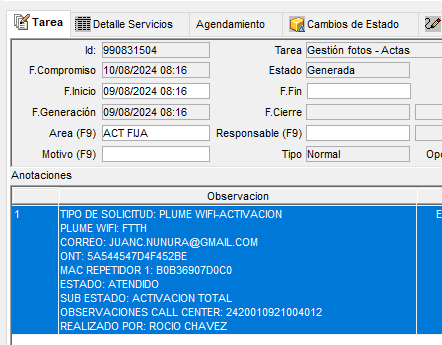 Tarea Detalle Servicios Agendamiento Cambios de Estado
Id: 990831504 Tarea Gestión fotos - Actas
F.Compromiso 10/08/2024 08:16 Estado Generada
F.Inicio 09/08/2024 08:16 F.Fin
F.Generación 09/08/2024 08:16 F.Cierre
Area (F9) ACT FIJA Responsable (F9)
Motivo (F9) Tipo Normal Opc
Anotaciones
Observacion
1 TIPO DE SOLICITUD: PLUME WIFI-ACTIVACION E
PLUME WIFI: FTTH
CORREO: JUANC.NUNURA@GMAIL.COM
ONT: 5A544547D4F452BE
MAC REPETIDOR 1: B0B36907D0C0
ESTADO: ATENDIDO
SUB ESTADO: ACTIVACION TOTAL
OBSERVACIONES CALL CENTER: 2420010921004012
REALIZADO POR: ROCIO CHAVEZ